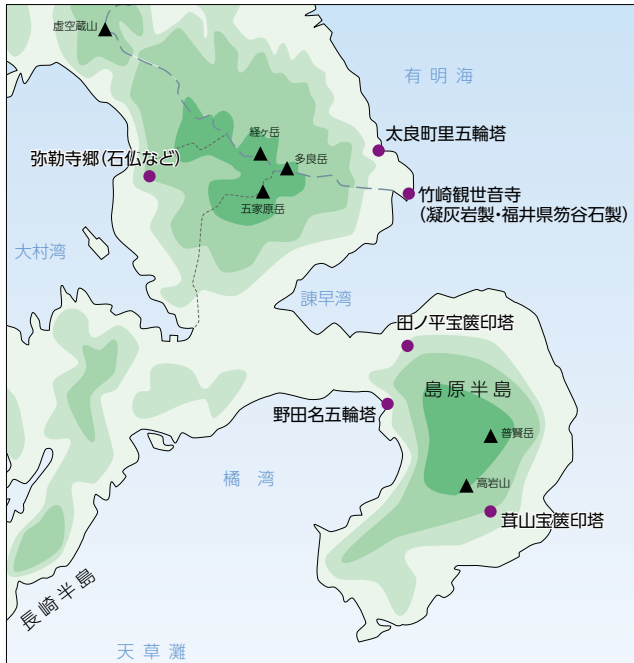 虚空蔵山
有明海
経ヶ岳
太良町里五輪塔
弥勒寺郷(石仏など)
多良岳
竹崎観世音寺
(凝灰岩製・福井県笏谷石製)
五家原岳
大村湾
諫早湾
田ノ平宝篋印塔
島原半島
野田名五輪塔
普賢岳
橘湾
高岩山
茸山宝篋印塔
長崎半島
天草灘